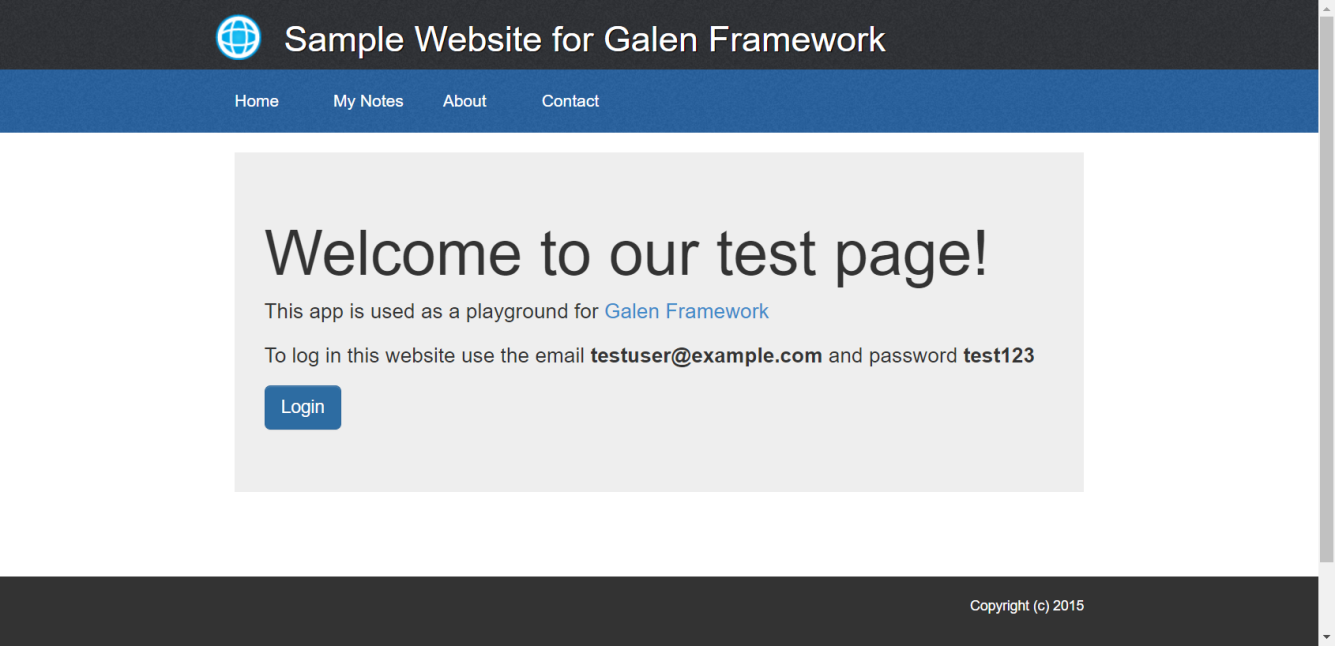 Sample Website for Galen Framework
Home My Notes About Contact
Welcome to our test page!
This app is used as a playground for Galen Framework
To log in this website use the email testuser@example.com and password test123
Login
Copyright (c) 2015